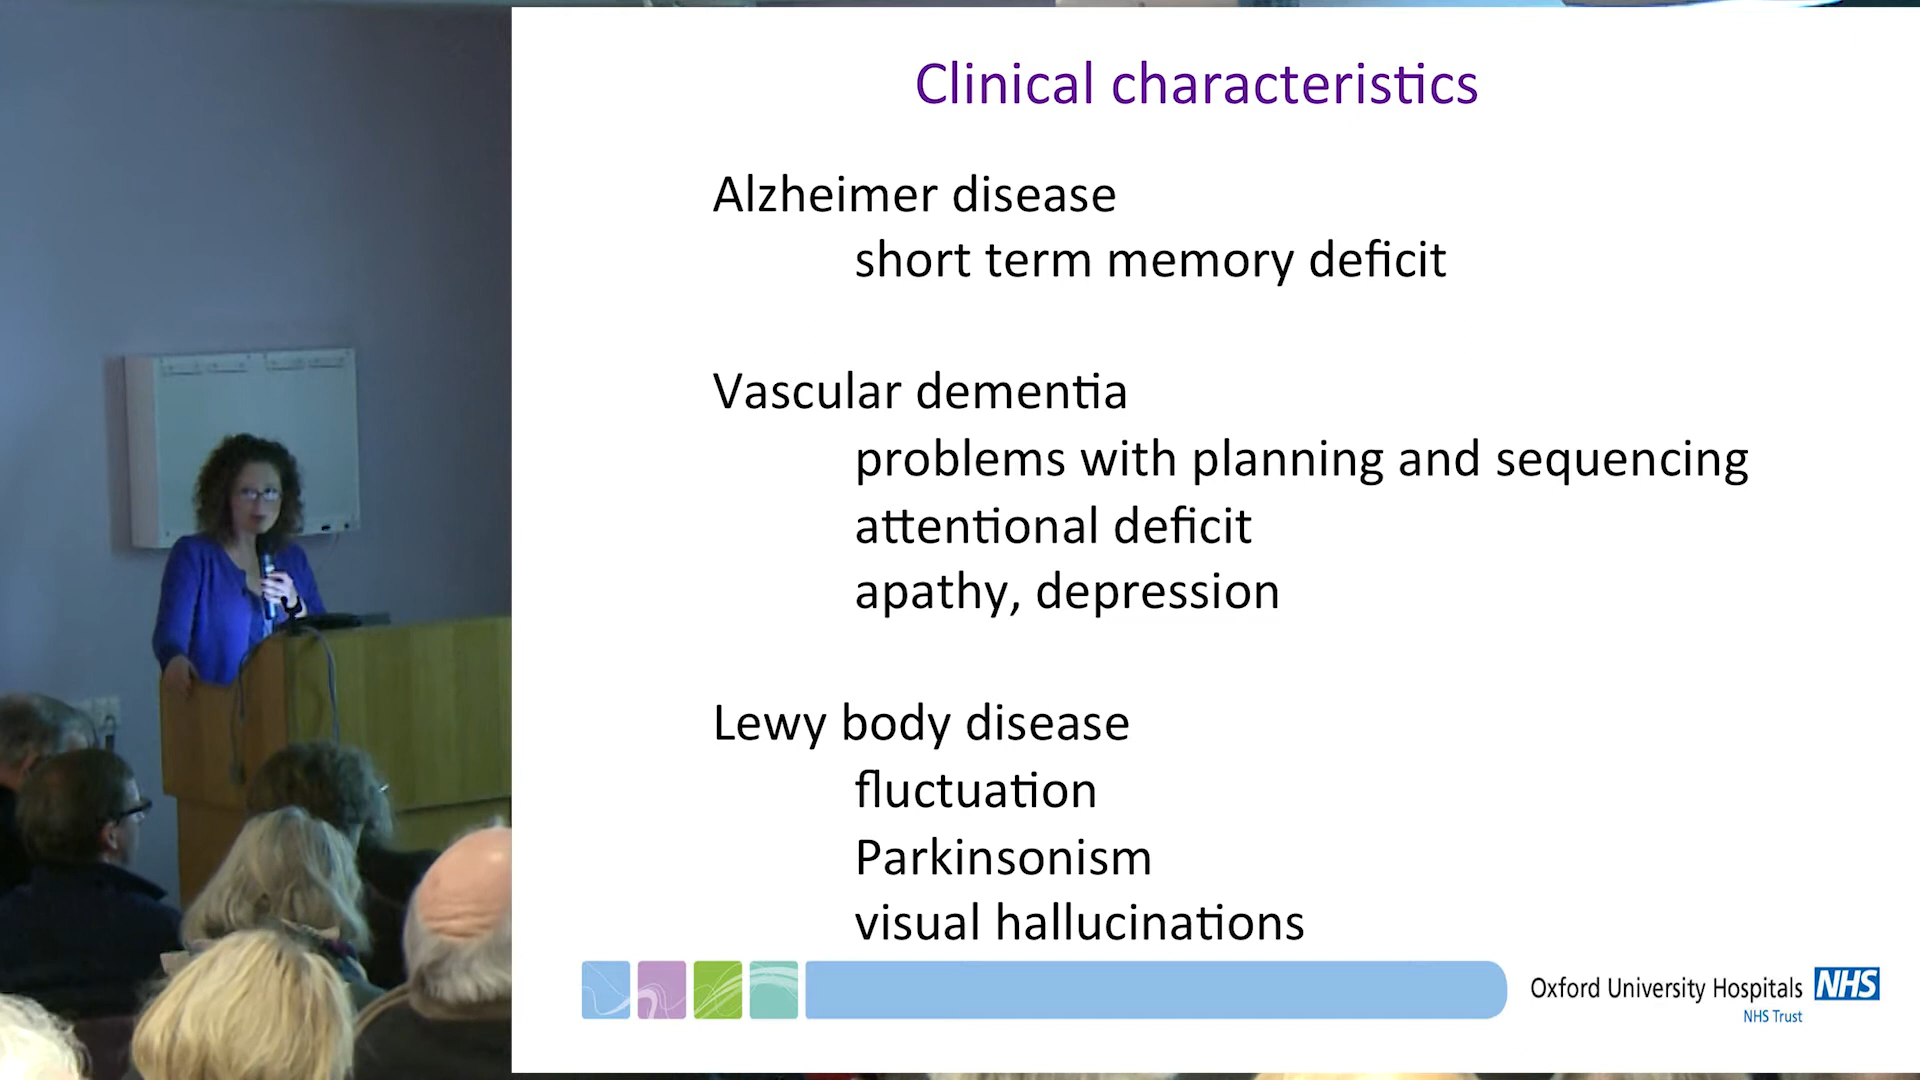 Clinical characteristics
Alzheimer disease
short term memory deficit
Vascular dementia
problems with planning and sequencing
attentional deficit
apathy, depression
Lewy body disease
fluctuation
Parkinsonism
visual hallucinations
Oxford University Hospitals NHS
NHS Trust